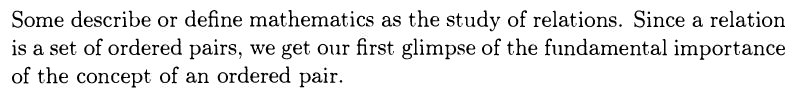 Some describe or define mathematics as the study of relations. Since a relation
is a set of ordered pairs, we get our first glimpse of the fundamental importance
of the concept of an ordered pair.